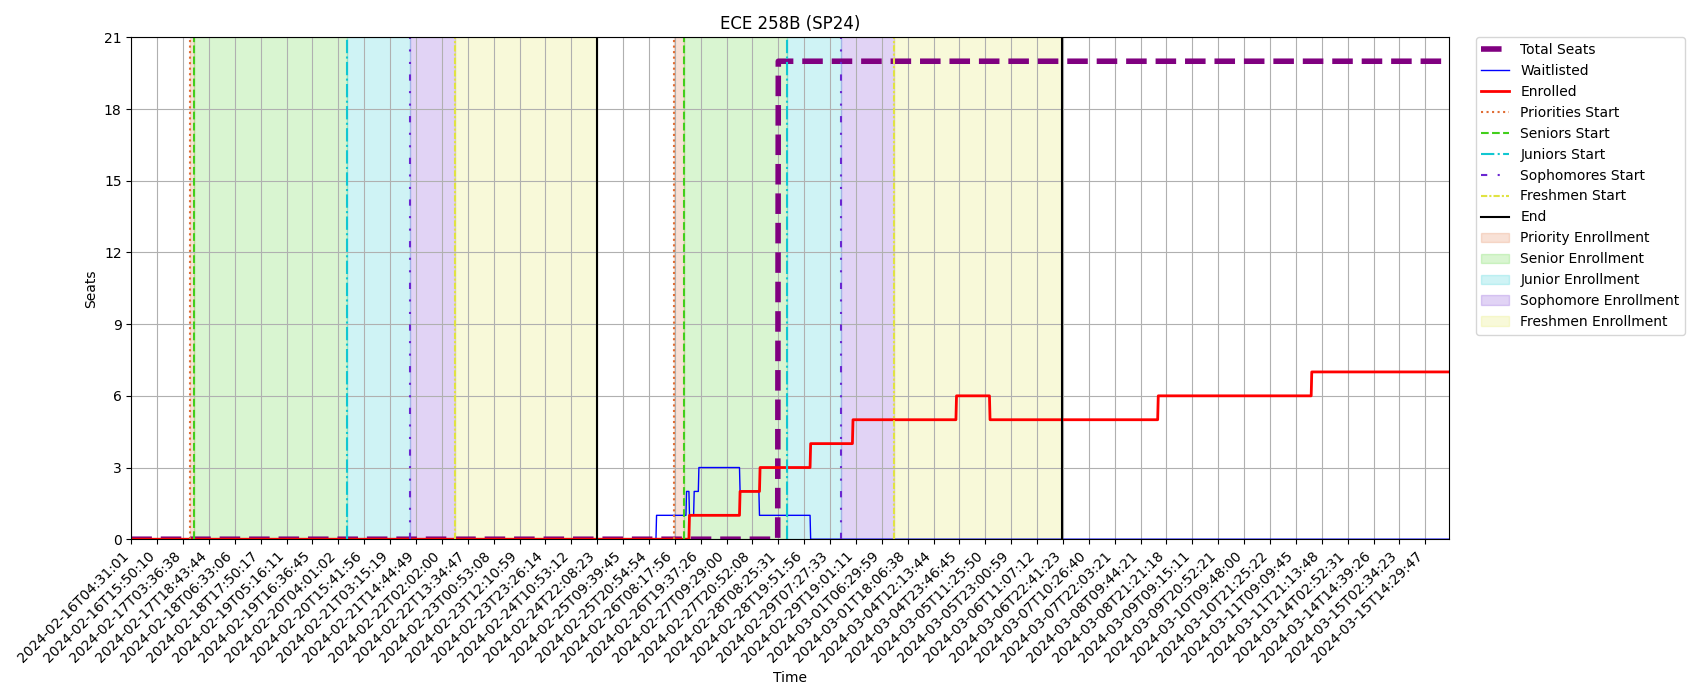 ECE 258B (SP24)
21
18
15
12
9
6
3
0
Seats
2024-02-16T04:31:01
2024-02-16T15:50:10
2024-02-17T03:36:38
2024-02-17T18:43:44
2024-02-18T06:33:06
2024-02-18T17:50:17
2024-02-19T05:16:11
2024-02-19T16:36:45
2024-02-20T04:01:02
2024-02-20T15:41:56
2024-02-21T03:15:19
2024-02-21T14:44:49
2024-02-22T02:02:00
2024-02-22T13:34:47
2024-02-23T00:53:08
2024-02-23T12:10:59
2024-02-23T23:26:14
2024-02-24T10:53:12
2024-02-24T22:08:23
2024-02-25T09:39:45
2024-02-25T20:54:54
2024-02-26T08:17:56
2024-02-26T19:37:26
2024-02-27T09:29:00
2024-02-27T20:52:08
2024-02-28T08:25:31
2024-02-28T19:51:56
2024-02-29T07:27:33
2024-02-29T19:01:11
2024-03-01T06:29:59
2024-03-01T18:06:38
2024-03-04T12:13:44
2024-03-04T23:46:45
2024-03-05T11:25:50
2024-03-05T23:00:59
2024-03-06T11:07:12
2024-03-06T22:41:23
2024-03-07T10:26:40
2024-03-07T22:03:21
2024-03-08T09:44:21
2024-03-08T21:21:18
2024-03-09T09:15:11
2024-03-09T20:52:21
2024-03-10T09:48:00
2024-03-10T21:25:22
2024-03-11T09:09:45
2024-03-11T21:13:48
2024-03-14T02:52:31
2024-03-14T14:39:26
2024-03-15T02:34:23
2024-03-15T14:29:47
Time
Total Seats
Waitlisted
Enrolled
Priorities Start
Seniors Start
Juniors Start
Sophomores Start
Freshmen Start
End
Priority Enrollment
Senior Enrollment
Junior Enrollment
Sophomore Enrollment
Freshmen Enrollment